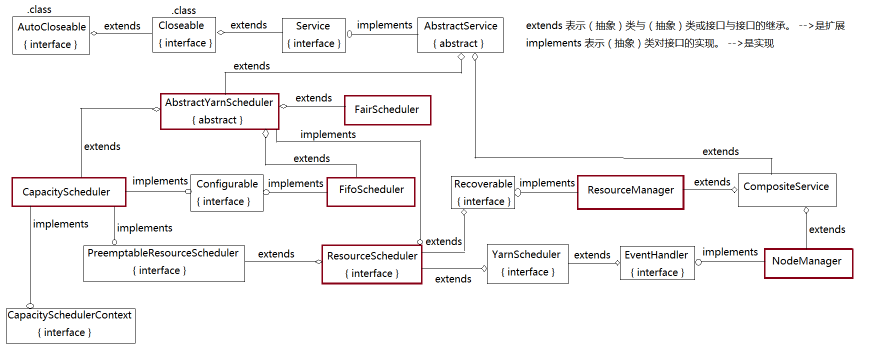 .class
.class
AutoCloseable
{ interface }
extends
Closeable
{ interface }
extends
Service
{ interface }
implements
AbstractService
{ abstract }
extends 表示（抽象）类与（抽象）类或接口与接口的继承。 -->是扩展
implements 表示（抽象）类对接口的实现。 -->是实现
extends
AbstractYarnScheduler
{ abstract }
extends
FairScheduler
implements
extends
extends
extends
CapacityScheduler
implements
Configurable
{ interface }
implements
FifoScheduler
Recoverable
{ interface }
implements
ResourceManager
extends
CompositeService
implements
implements
extends
extends
PreemptableResourceScheduler
{ interface }
extends
ResourceScheduler
{ interface }
extends
YarnScheduler
{ interface }
extends
EventHandler
{ interface }
implements
NodeManager
CapacitySchedulerContext
{ interface }